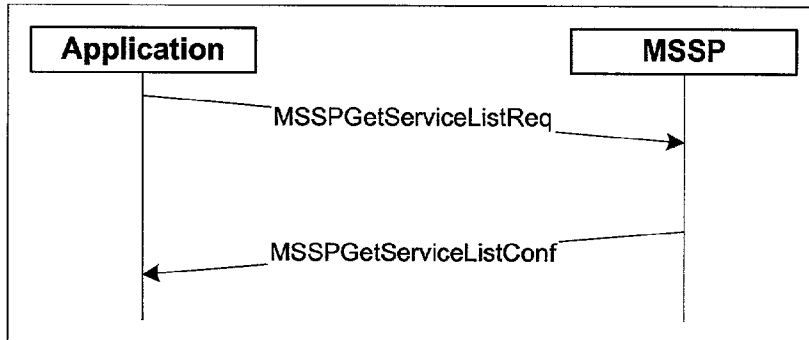 Application
MSSP
MSSPGetServiceListReq
MSSPGetServiceListConf